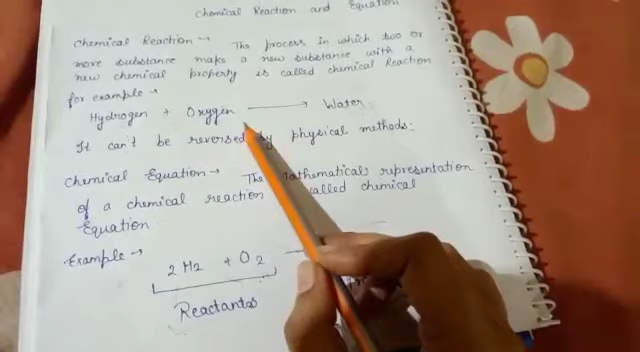 Chemical Reaction and Equation
Chemical Reaction → The process in which two or
more substance make a new substance with a
new chemical property is called chemical Reaction
for example →
Hydrogen + Oxygen → Water
It can't be reversed by physical methods.
Chemical Equation → The Mathematical representation
of a chemical reaction called chemical
Equation
Example →
2 H2 + O2
Reactants